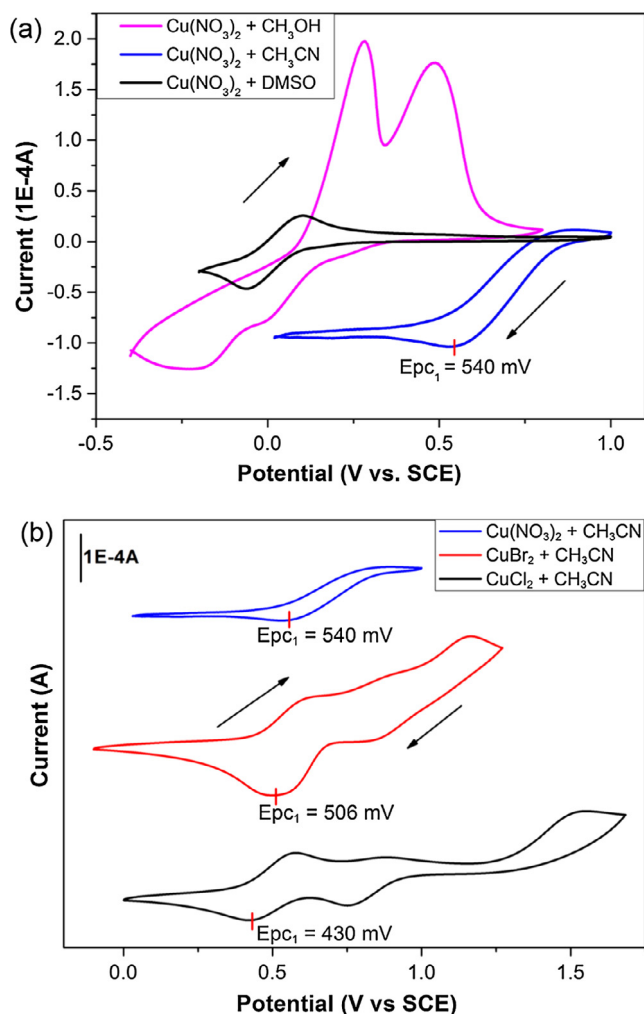 (a)
Cu(NO₃)₂ + CH₃OH
Cu(NO₃)₂ + CH₃CN
Cu(NO₃)₂ + DMSO
2.0
1.5
1.0
0.5
0.0
-0.5
-1.0
-1.5
Current (1E-4A)
Epc₁ = 540 mV
-0.5
0.0
0.5
1.0
Potential (V vs. SCE)
(b)
1E-4A
Cu(NO₃)₂ + CH₃CN
CuBr₂ + CH₃CN
CuCl₂ + CH₃CN
Epc₁ = 540 mV
Epc₁ = 506 mV
Epc₁ = 430 mV
Current (A)
0.0
0.5
1.0
1.5
Potential (V vs SCE)